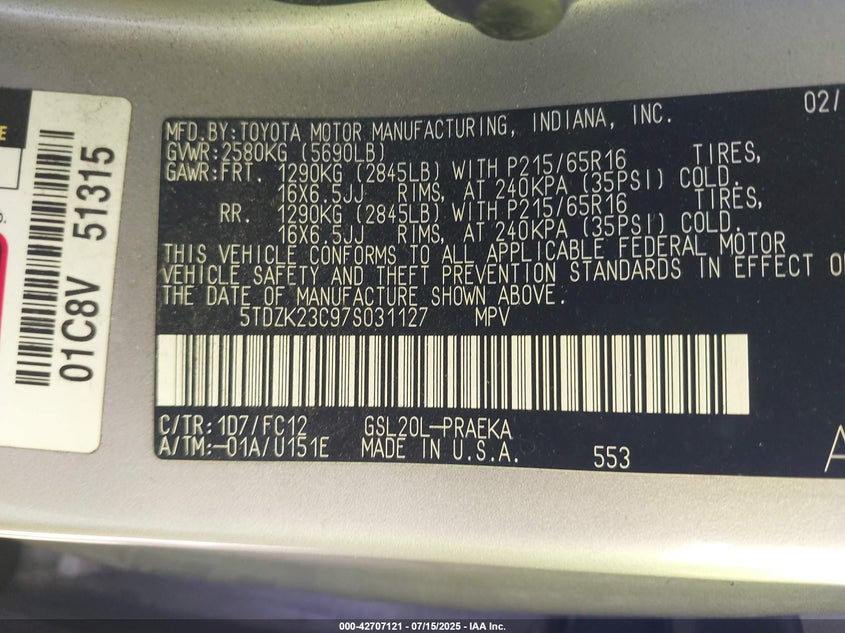 E
01C8V 51315
02/
MFD.BY:TOYOTA MOTOR MANUFACTURING, INDIANA, INC.
GVWR:2580KG (5690LB)
GAWR:FRT. 1290KG (2845LB) WITH P215/65R16 TIRES,
16X6.5JJ RIMS, AT 240KPA (35PSI) COLD.
RR. 1290KG (2845LB) WITH P215/65R16 TIRES,
16X6.5JJ RIMS, AT 240KPA (35PSI) COLD.
THIS VEHICLE CONFORMS TO ALL APPLICABLE FEDERAL MOTOR
VEHICLE SAFETY AND THEFT PREVENTION STANDARDS IN EFFECT O
THE DATE OF MANUFACTURE SHOWN ABOVE.
5TDZK23C97S031127 MPV
C/TR:1D7/FC12 GSL20L-PRAEKA
A/TM:-01A/U151E MADE IN U.S.A. 553
A
000-42707121 - 07/15/2025 - IAA Inc.